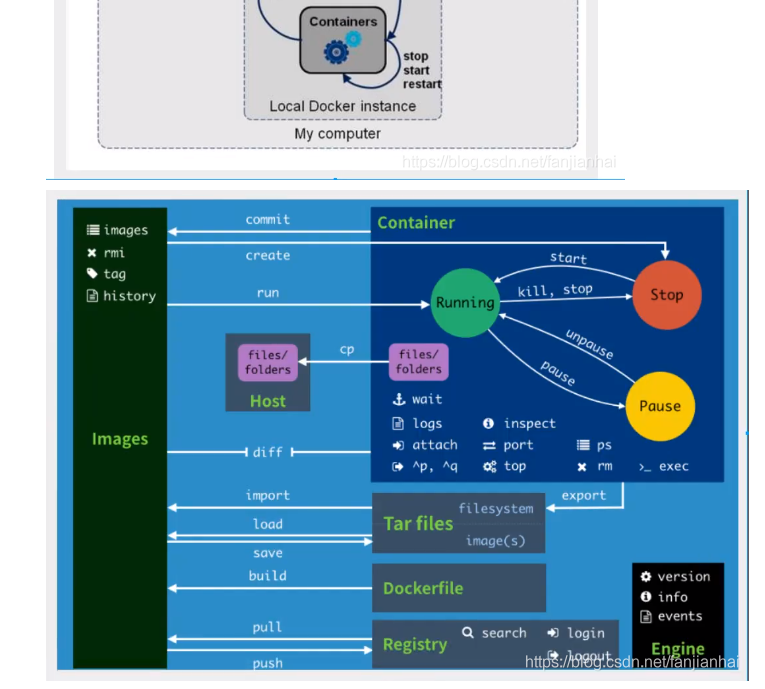 Containers
stop
start
restart
Local Docker instance
My computer
https://blog.csdn.net/fanjianhai
images
rmi
tag
history
Images
commit
create
run
Container
start
Running
kill, stop
Stop
unpause
pause
Pause
files/
folders
cp
files/
folders
Host
wait
logs
inspect
attach
port
ps
^p, ^q
top
rm
>_ exec
diff
import
export
filesystem
load
Tar files
image(s)
save
build
Dockerfile
version
info
events
Engine
pull
Registry
search
login
logout
push
https://blog.csdn.net/fanjianhai